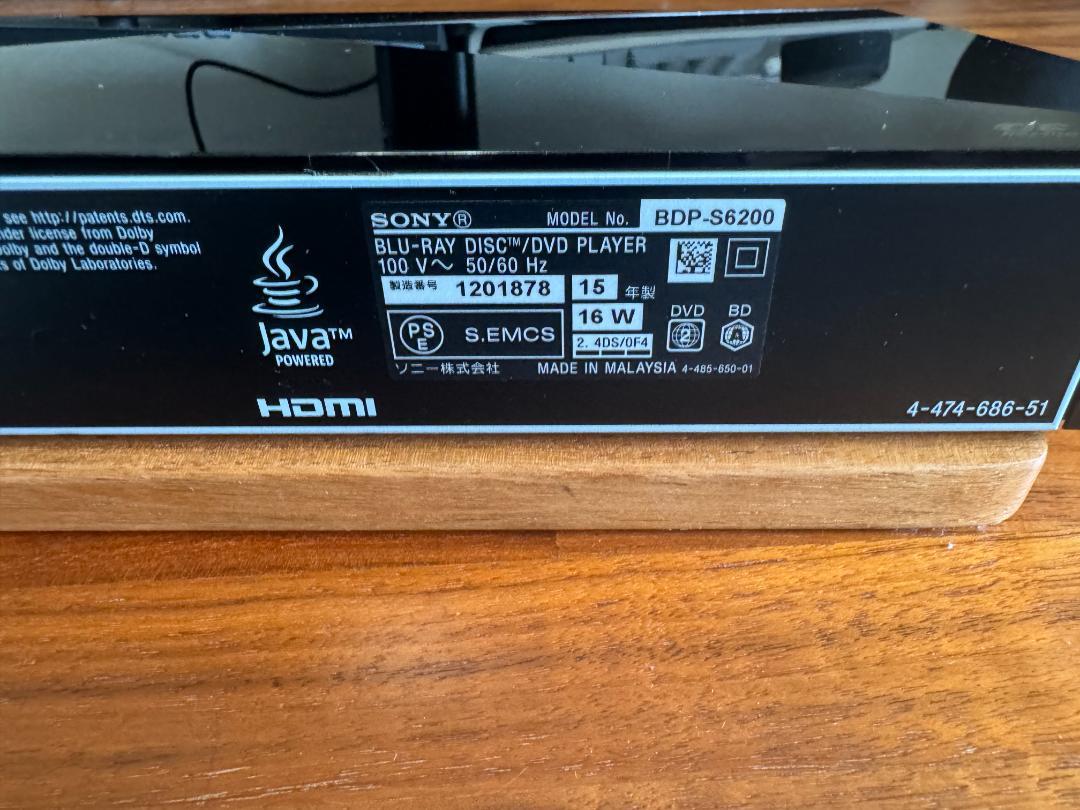 see http://patents.dts.com.
nder license from Dolby
olby and the double-D symbol
s of Dolby Laboratories.
Java™
POWERED
HDMI
SONY® MODEL No. BDP-S6200
BLU-RAY DISC™/DVD PLAYER
100 V～ 50/60 Hz
製造番号 1201878 15 年製
16 W
PSE S.EMCS
2. 4DS/0F4
DVD BD
2 A
ソニー株式会社 MADE IN MALAYSIA 4-485-650-01
4-474-686-51